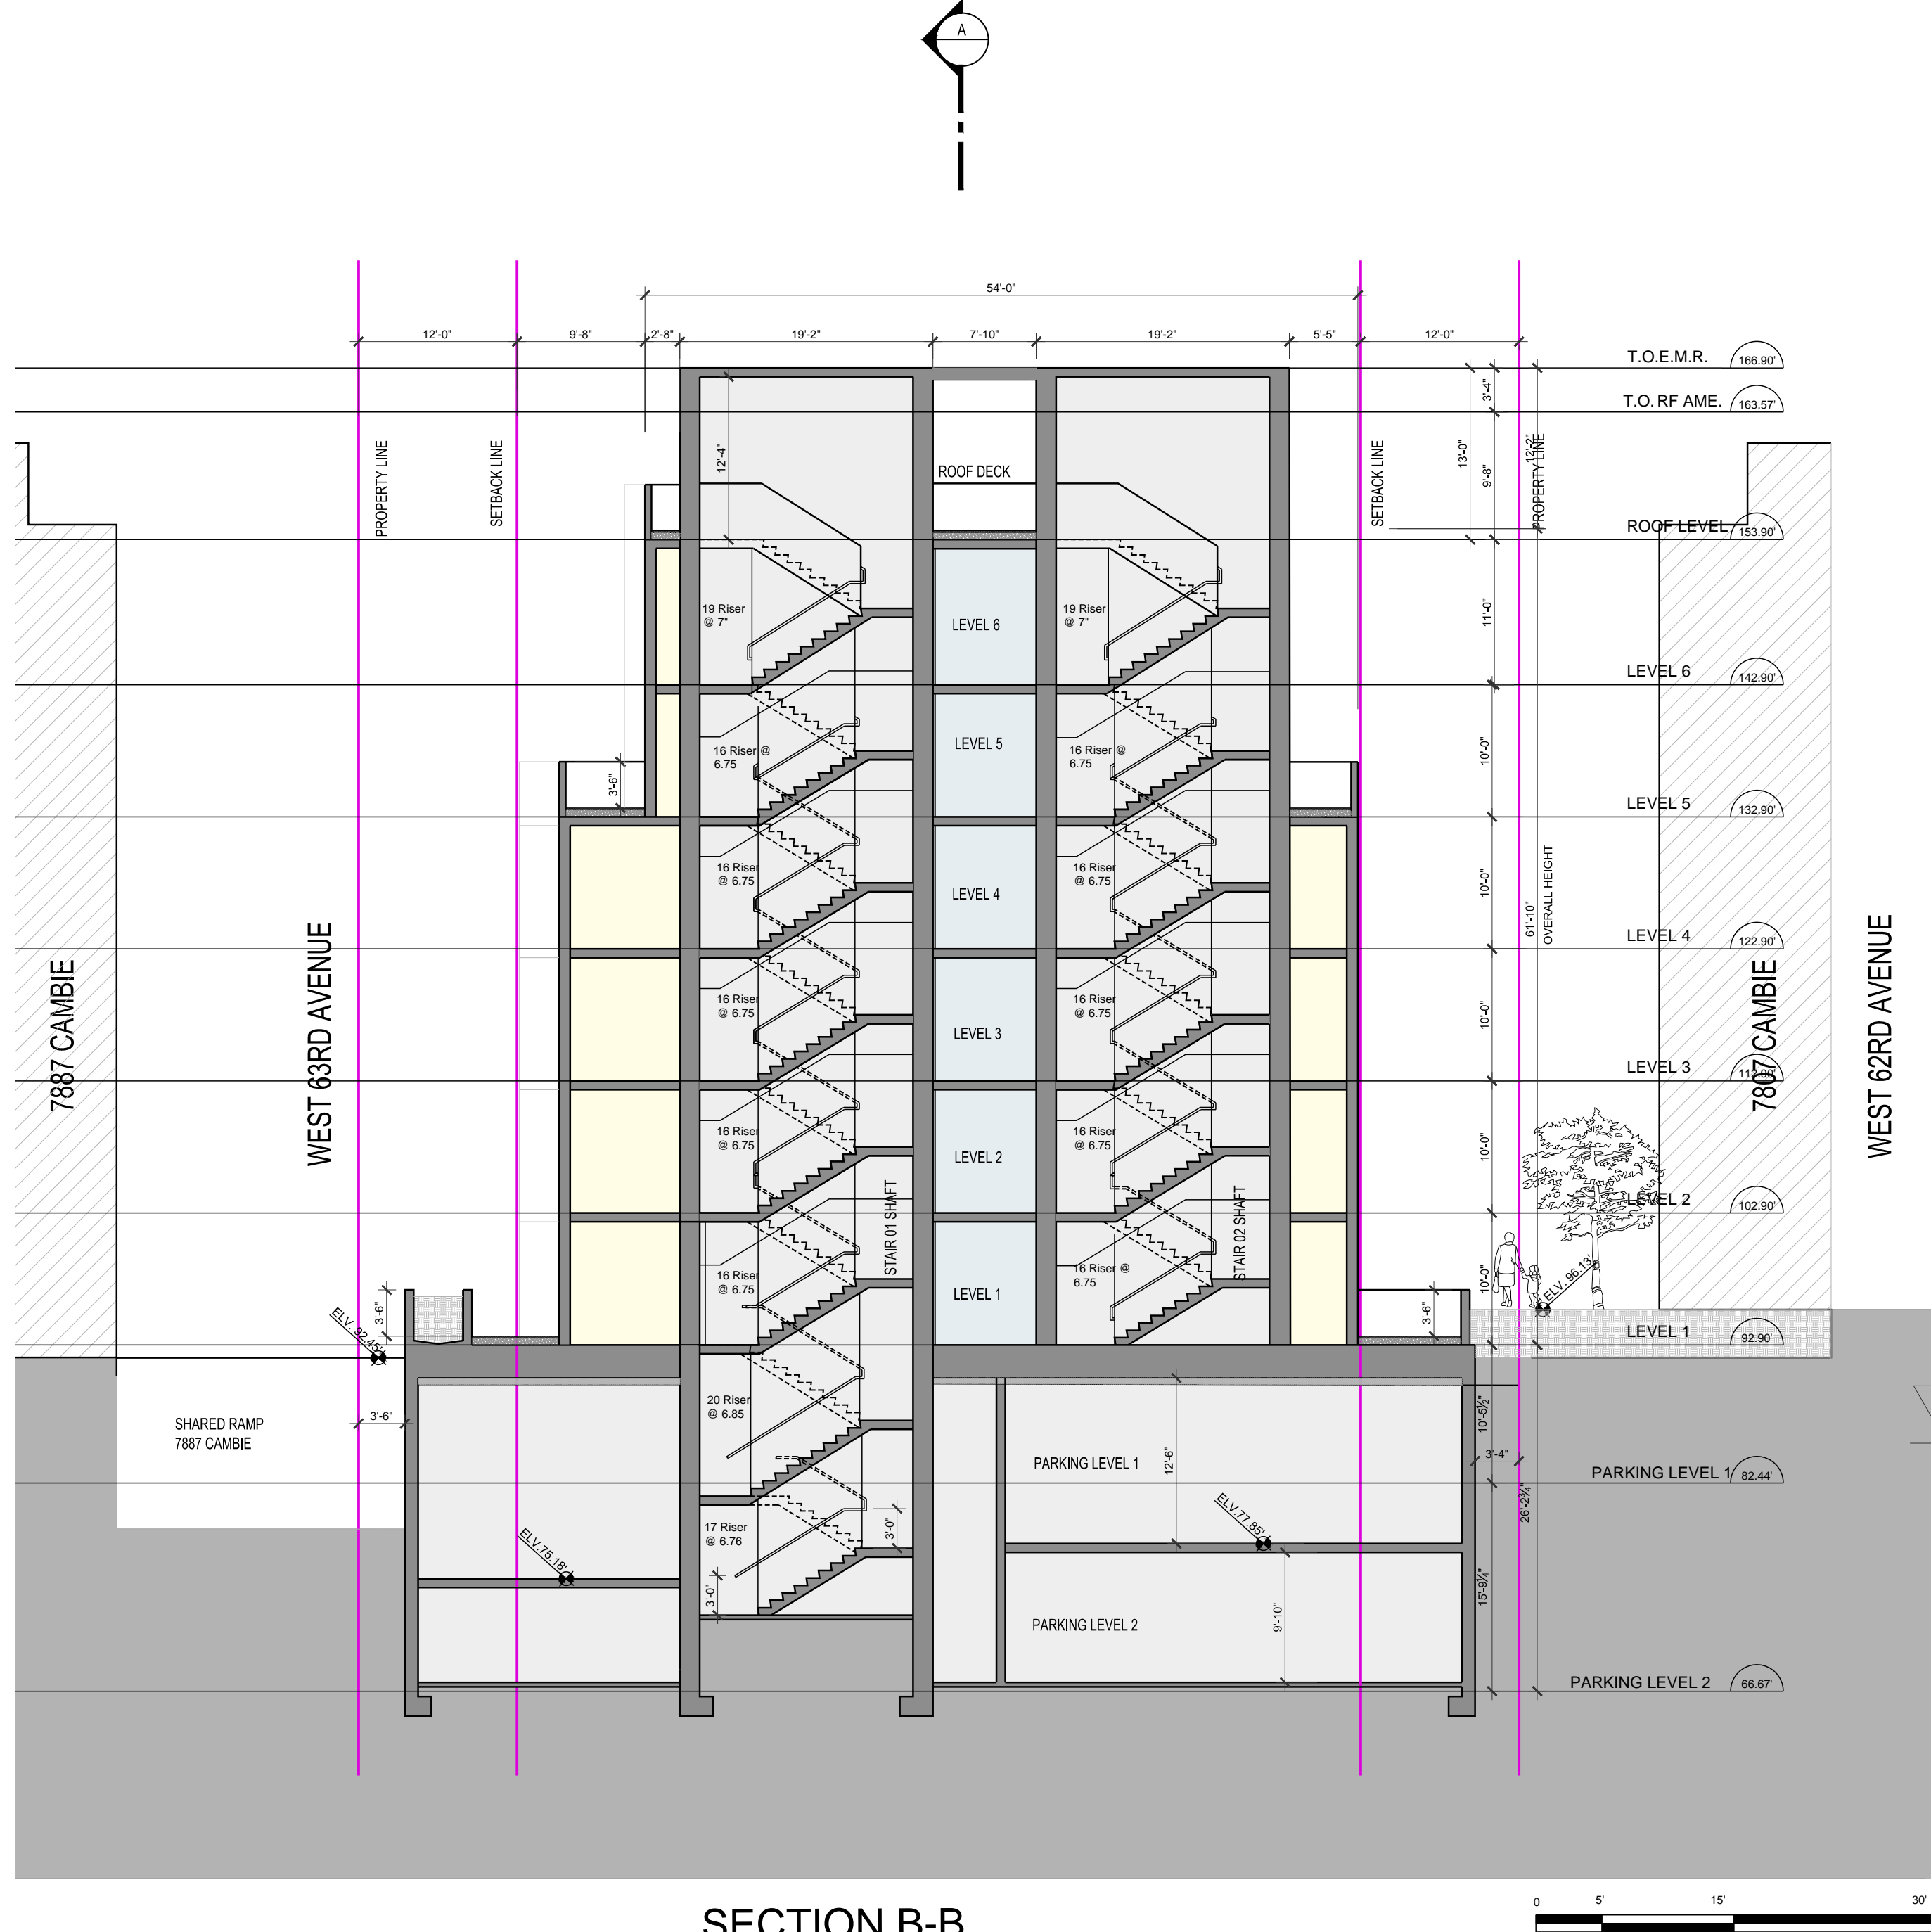 A
54'-0"
12'-0"
9'-8"
2'-8"
19'-2"
7'-10"
19'-2"
5'-5"
12'-0"
T.O.E.M.R.
166.90'
3'-4"
T.O. RF AME.
163.57'
PROPERTY LINE
SETBACK LINE
12'-4"
ROOF DECK
SETBACK LINE
13'-0"
9'-8"
12'-2"
PROPERTY LINE
ROOF LEVEL
153.90'
19 Riser
@ 7"
LEVEL 6
19 Riser
@ 7"
11'-0"
LEVEL 6
142.90'
3'-6"
16 Riser @
6.75
LEVEL 5
16 Riser @
6.75
10'-0"
LEVEL 5
132.90'
16 Riser
@ 6.75
LEVEL 4
16 Riser
@ 6.75
10'-0"
61'-10"
OVERALL HEIGHT
LEVEL 4
122.90'
7887 CAMBIE
WEST 63RD AVENUE
16 Riser
@ 6.75
LEVEL 3
16 Riser
@ 6.75
10'-0"
7807 CAMBIE
WEST 62RD AVENUE
LEVEL 3
16 Riser
@ 6.75
LEVEL 2
16 Riser
@ 6.75
10'-0"
LEVEL 2
102.90'
STAIR 01 SHAFT
STAIR 02 SHAFT
16 Riser
@ 6.75
LEVEL 1
16 Riser @
6.75
10'-0"
ELV. 96.13'
3'-6"
ELV. 92.45'
3'-6"
LEVEL 1
92.90'
SHARED RAMP
7887 CAMBIE
3'-6"
20 Riser
@ 6.85
PARKING LEVEL 1
12'-6"
10'-5½"
3'-4"
PARKING LEVEL 1
82.44'
26'-2¾"
17 Riser
@ 6.76
3'-0"
3'-0"
ELV.75.18'
ELV.77.85'
PARKING LEVEL 2
9'-10"
15'-9¼"
PARKING LEVEL 2
66.67'
SECTION B-B
0
5'
15'
30'